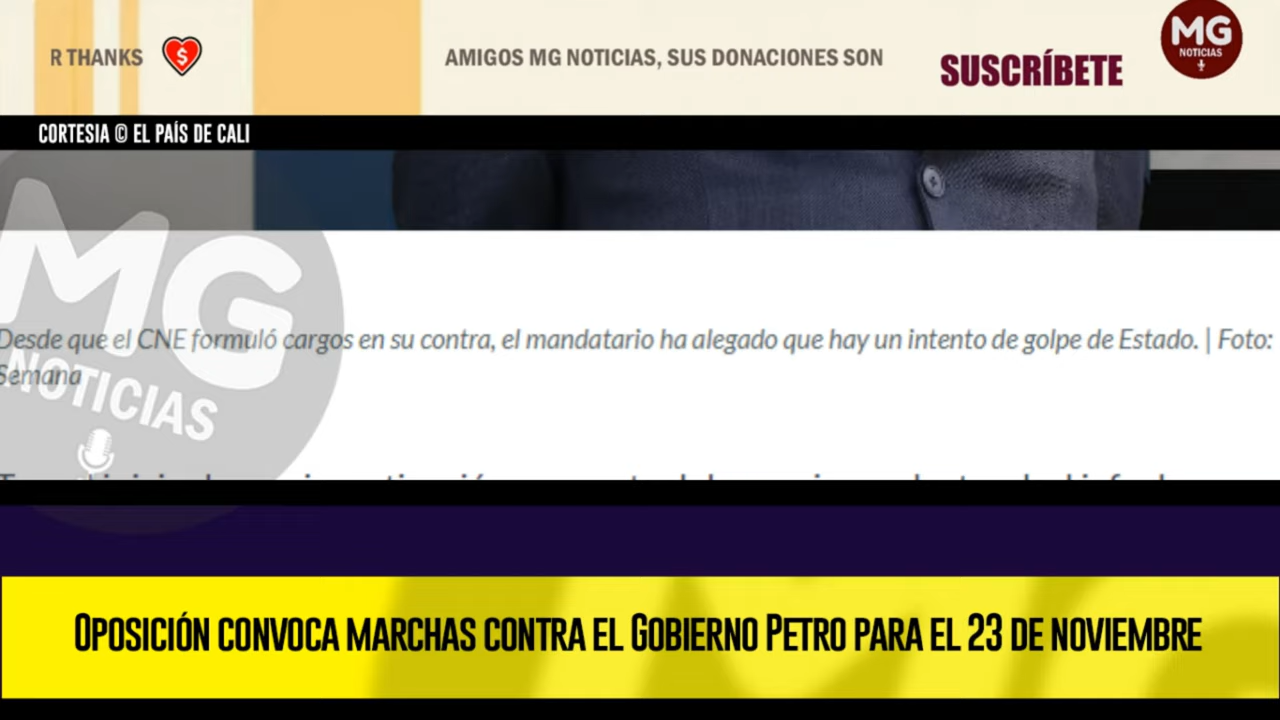 R THANKS
AMIGOS MG NOTICIAS, SUS DONACIONES SON
SUSCRÍBETE
MG
NOTICIAS
CORTESIA © EL PAÍS DE CALI
MG
NOTICIAS
Desde que el CNE formuló cargos en su contra, el mandatario ha alegado que hay un intento de golpe de Estado. | Foto:
Semana
OPOSICIÓN CONVOCA MARCHAS CONTRA EL GOBIERNO PETRO PARA EL 23 DE NOVIEMBRE